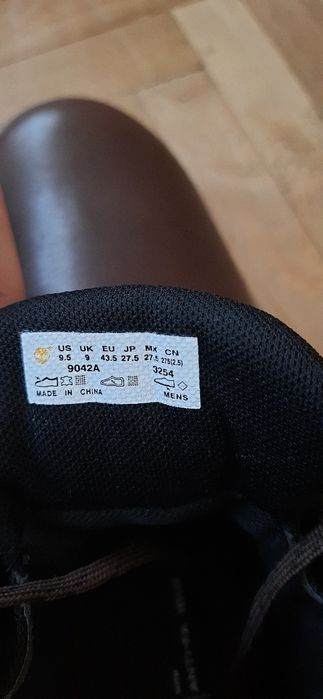 US UK EU JP MX CN
9.5 9 43.5 27.5 27.5 275(2.5)
9042A 3254
MADE IN CHINA MENS